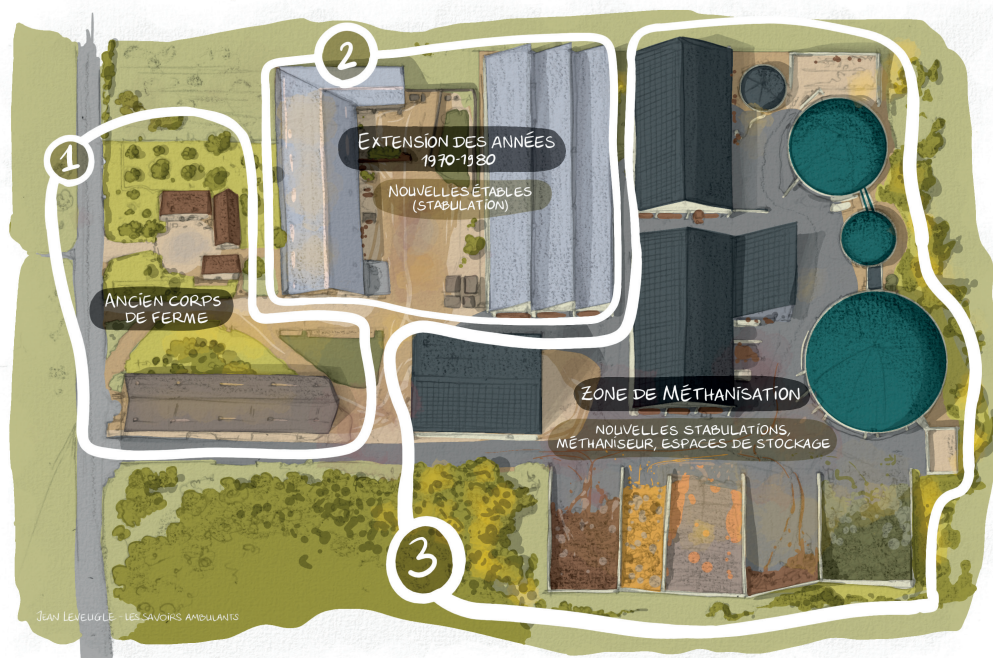 1
ANCIEN CORPS
DE FERME
2
EXTENSION DES ANNÉES
1970-1980
NOUVELLES ÉTABLES
(STABULATION)
3
ZONE DE MÉTHANISATION
NOUVELLES STABULATIONS,
MÉTHANISEUR, ESPACES DE STOCKAGE
JEAN LEVEUGLE - LES SAVOIRS AMBULANTS